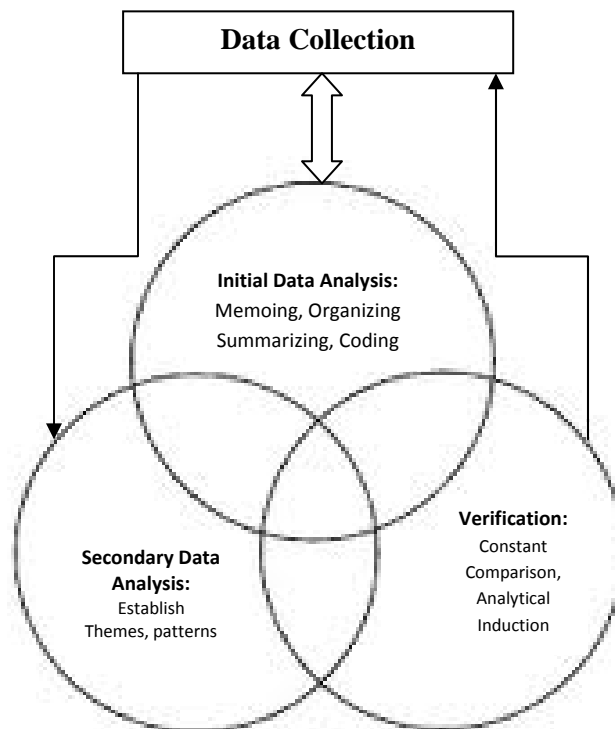 Data Collection
Initial Data Analysis:
Memoing, Organizing
Summarizing, Coding
Secondary Data
Analysis:
Establish
Themes, patterns
Verification:
Constant
Comparison,
Analytical
Induction